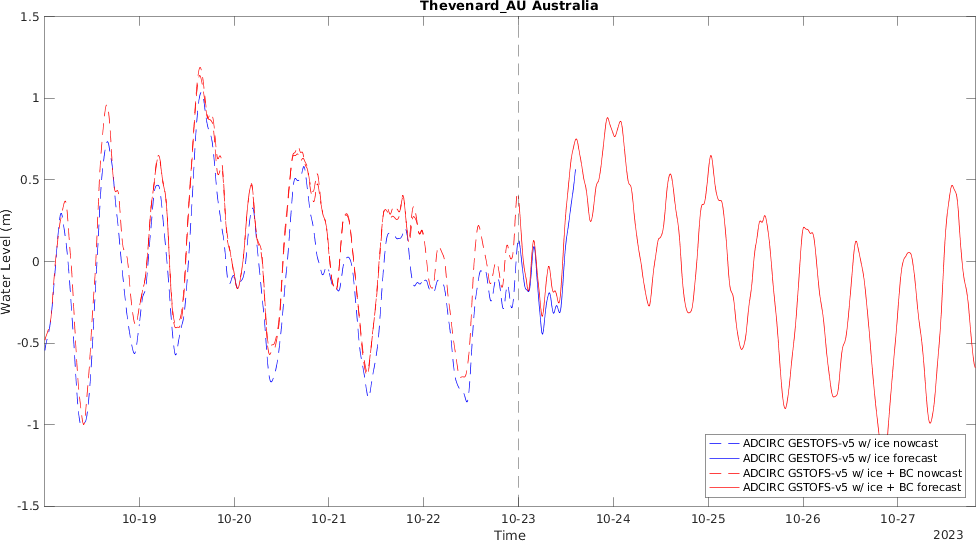 Thevenard_AU Australia
1.5
1
0.5
0
-0.5
-1
-1.5
Water Level (m)
ADCIRC GESTOFS-v5 w/ ice nowcast
ADCIRC GESTOFS-v5 w/ ice forecast
ADCIRC GSTOFS-v5 w/ ice + BC nowcast
ADCIRC GSTOFS-v5 w/ ice + BC forecast
10-19 10-20 10-21 10-22 10-23 10-24 10-25 10-26 10-27
Time
2023